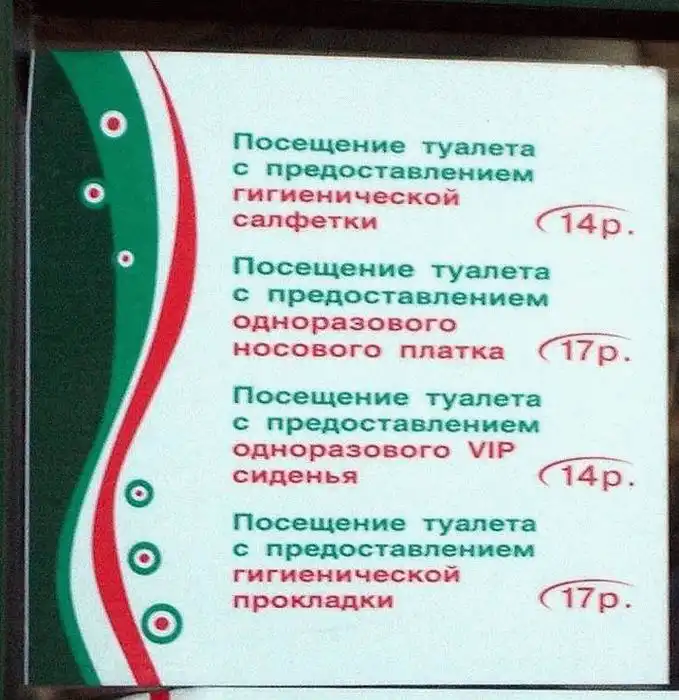 Посещение туалета
с предоставлением
гигиенической
салфетки 14р.
Посещение туалета
с предоставлением
одноразового
носового платка 17р.
Посещение туалета
с предоставлением
одноразового VIP
сиденья 14р.
Посещение туалета
с предоставлением
гигиенической
прокладки 17р.